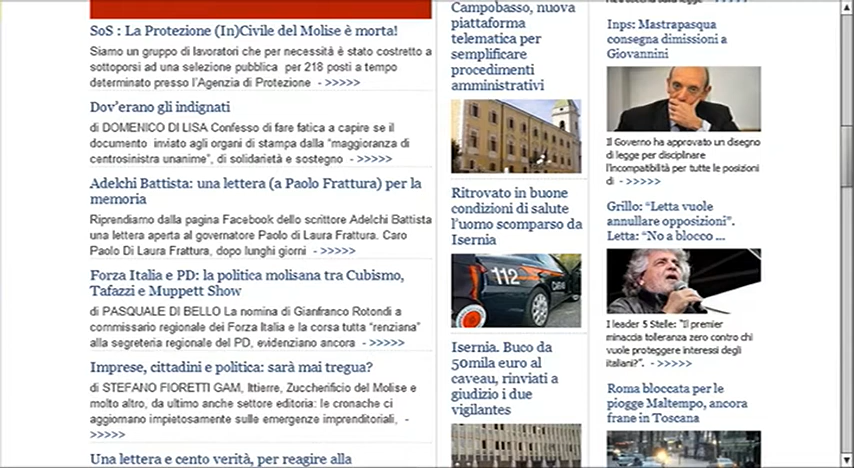 SoS : La Protezione (In)Civile del Molise è morta!
Siamo un gruppo di lavoratori che per necessità è stato costretto a
sottoporsi ad una selezione pubblica per 218 posti a tempo
determinato presso l'Agenzia di Protezione - >>>>>
Dov'erano gli indignati
di DOMENICO DI LISA Confesso di fare fatica a capire se il
documento inviato agli organi di stampa dalla "maggioranza di
centrosinistra unanime", di solidarietà e sostegno - >>>>>
Adelchi Battista: una lettera (a Paolo Frattura) per la
memoria
Riprendiamo dalla pagina Facebook dello scrittore Adelchi Battista
una lettera aperta al governatore Paolo di Laura Frattura. Caro
Paolo Di Laura Frattura, dopo lunghi giorni - >>>>>
Forza Italia e PD: la politica molisana tra Cubismo,
Tafazzi e Muppett Show
di PASQUALE DI BELLO La nomina di Gianfranco Rotondi a
commissario regionale dei Forza Italia e la corsa tutta "renziana"
alla segreteria regionale del PD, evidenziano ancora - >>>>>
Imprese, cittadini e politica: sarà mai tregua?
di STEFANO FIORETTI GAM, Ittierre, Zuccherificio del Molise e
molto altro, da ultimo anche settore editoria: le cronache ci
aggiornano impietosamente sulle emergenze imprenditoriali, -
>>>>>
Una lettera e cento verità, per reagire alla
Campobasso, nuova
piattaforma
telematica per
semplificare
procedimenti
amministrativi
Ritrovato in buone
condizioni di salute
l'uomo scomparso da
Isernia
112
Isernia. Buco da
50mila euro al
caveau, rinviati a
giudizio i due
vigilantes
Inps: Mastrapasqua
consegna dimissioni a
Giovannini
Il Governo ha approvato un disegno
di legge per disciplinare
l'incompatibilità per tutte le posizioni
di - >>>>>
Grillo: "Letta vuole
annullare opposizioni".
Letta: "No a blocco ...
I leader 5 Stelle: "Il premier
minaccia tolleranza zero contro chi
vuole proteggere interessi degli
italiani?". - >>>>>
Roma bloccata per le
piogge Maltempo, ancora
frane in Toscana